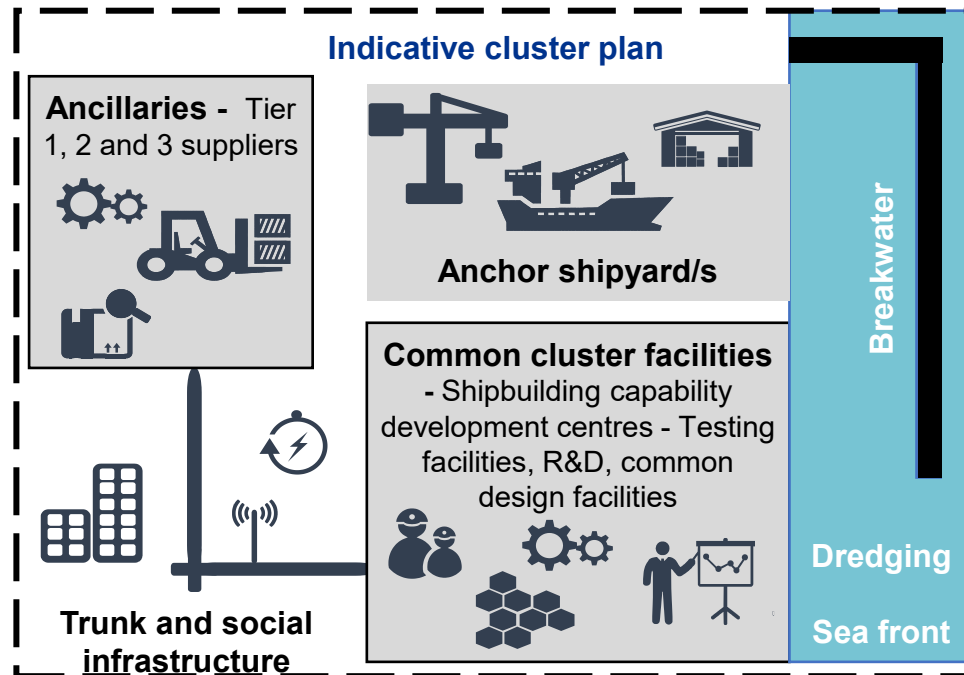 Indicative cluster plan
Ancillaries - Tier
1, 2 and 3 suppliers
Anchor shipyard/s
Common cluster facilities
- Shipbuilding capability
development centres - Testing
facilities, R&D, common
design facilities
Trunk and social
infrastructure
Breakwater
Dredging
Sea front